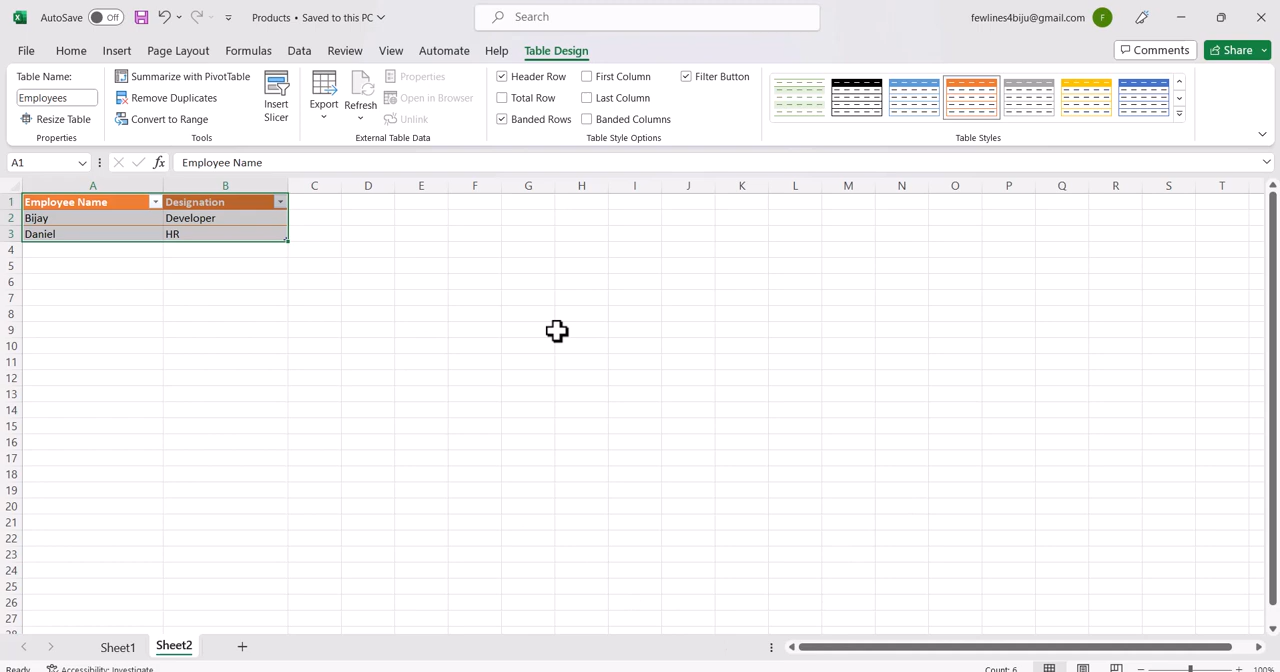 AutoSave Off Products • Saved to this PC Search fewlines4biju@gmail.com F
File Home Insert Page Layout Formulas Data Review View Automate Help Table Design Comments Share
Table Name: Summarize with PivotTable Properties Header Row First Column Filter Button
Employees Insert Slicer Export Refresh Open in Browser Total Row Last Column
Convert to Range Unlink Banded Rows Banded Columns
Properties Tools External Table Data Table Style Options Table Styles
A1 fx Employee Name
A B C D E F G H I J K L M N O P Q R S T
1 Employee Name Designation
2 Bijay Developer
3 Daniel HR
4
5
6
7
8
9
10
11
12
13
14
15
16
17
18
19
20
21
22
23
24
25
26
27
28
Sheet1 Sheet2 +
Ready Accessibility: Investigate Count: 6 100%